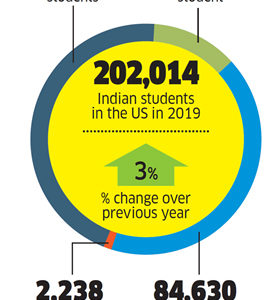 students
student
202,014
Indian students
in the US in 2019
3%
% change over
previous year
2,238
84,630